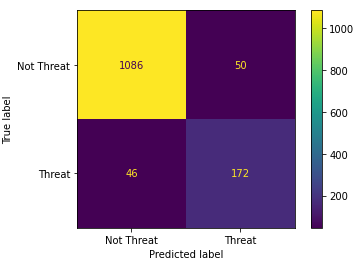 Not Threat
1086
50
Threat
46
172
Not Threat
Threat
Predicted label
True label
1000
800
600
400
200